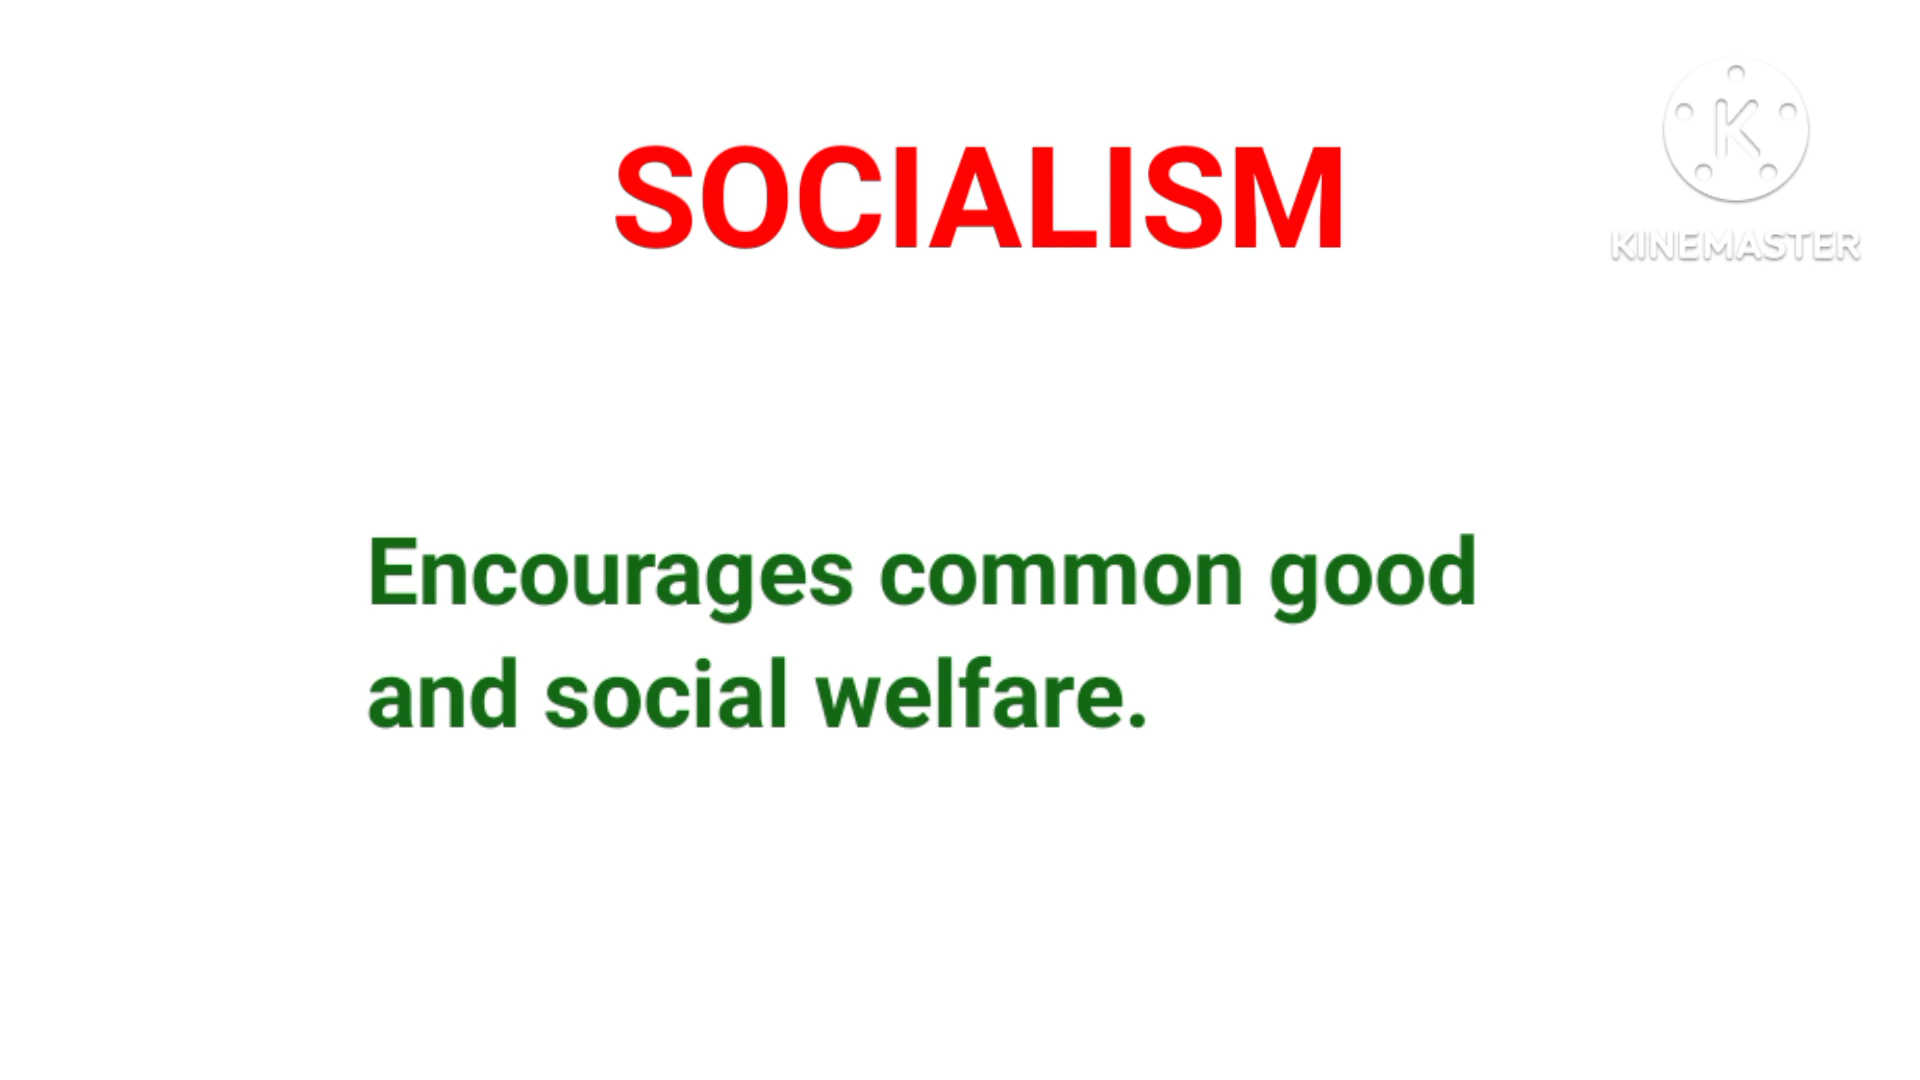 SOCIALISM
K
KINEMASTER
Encourages common good
and social welfare.